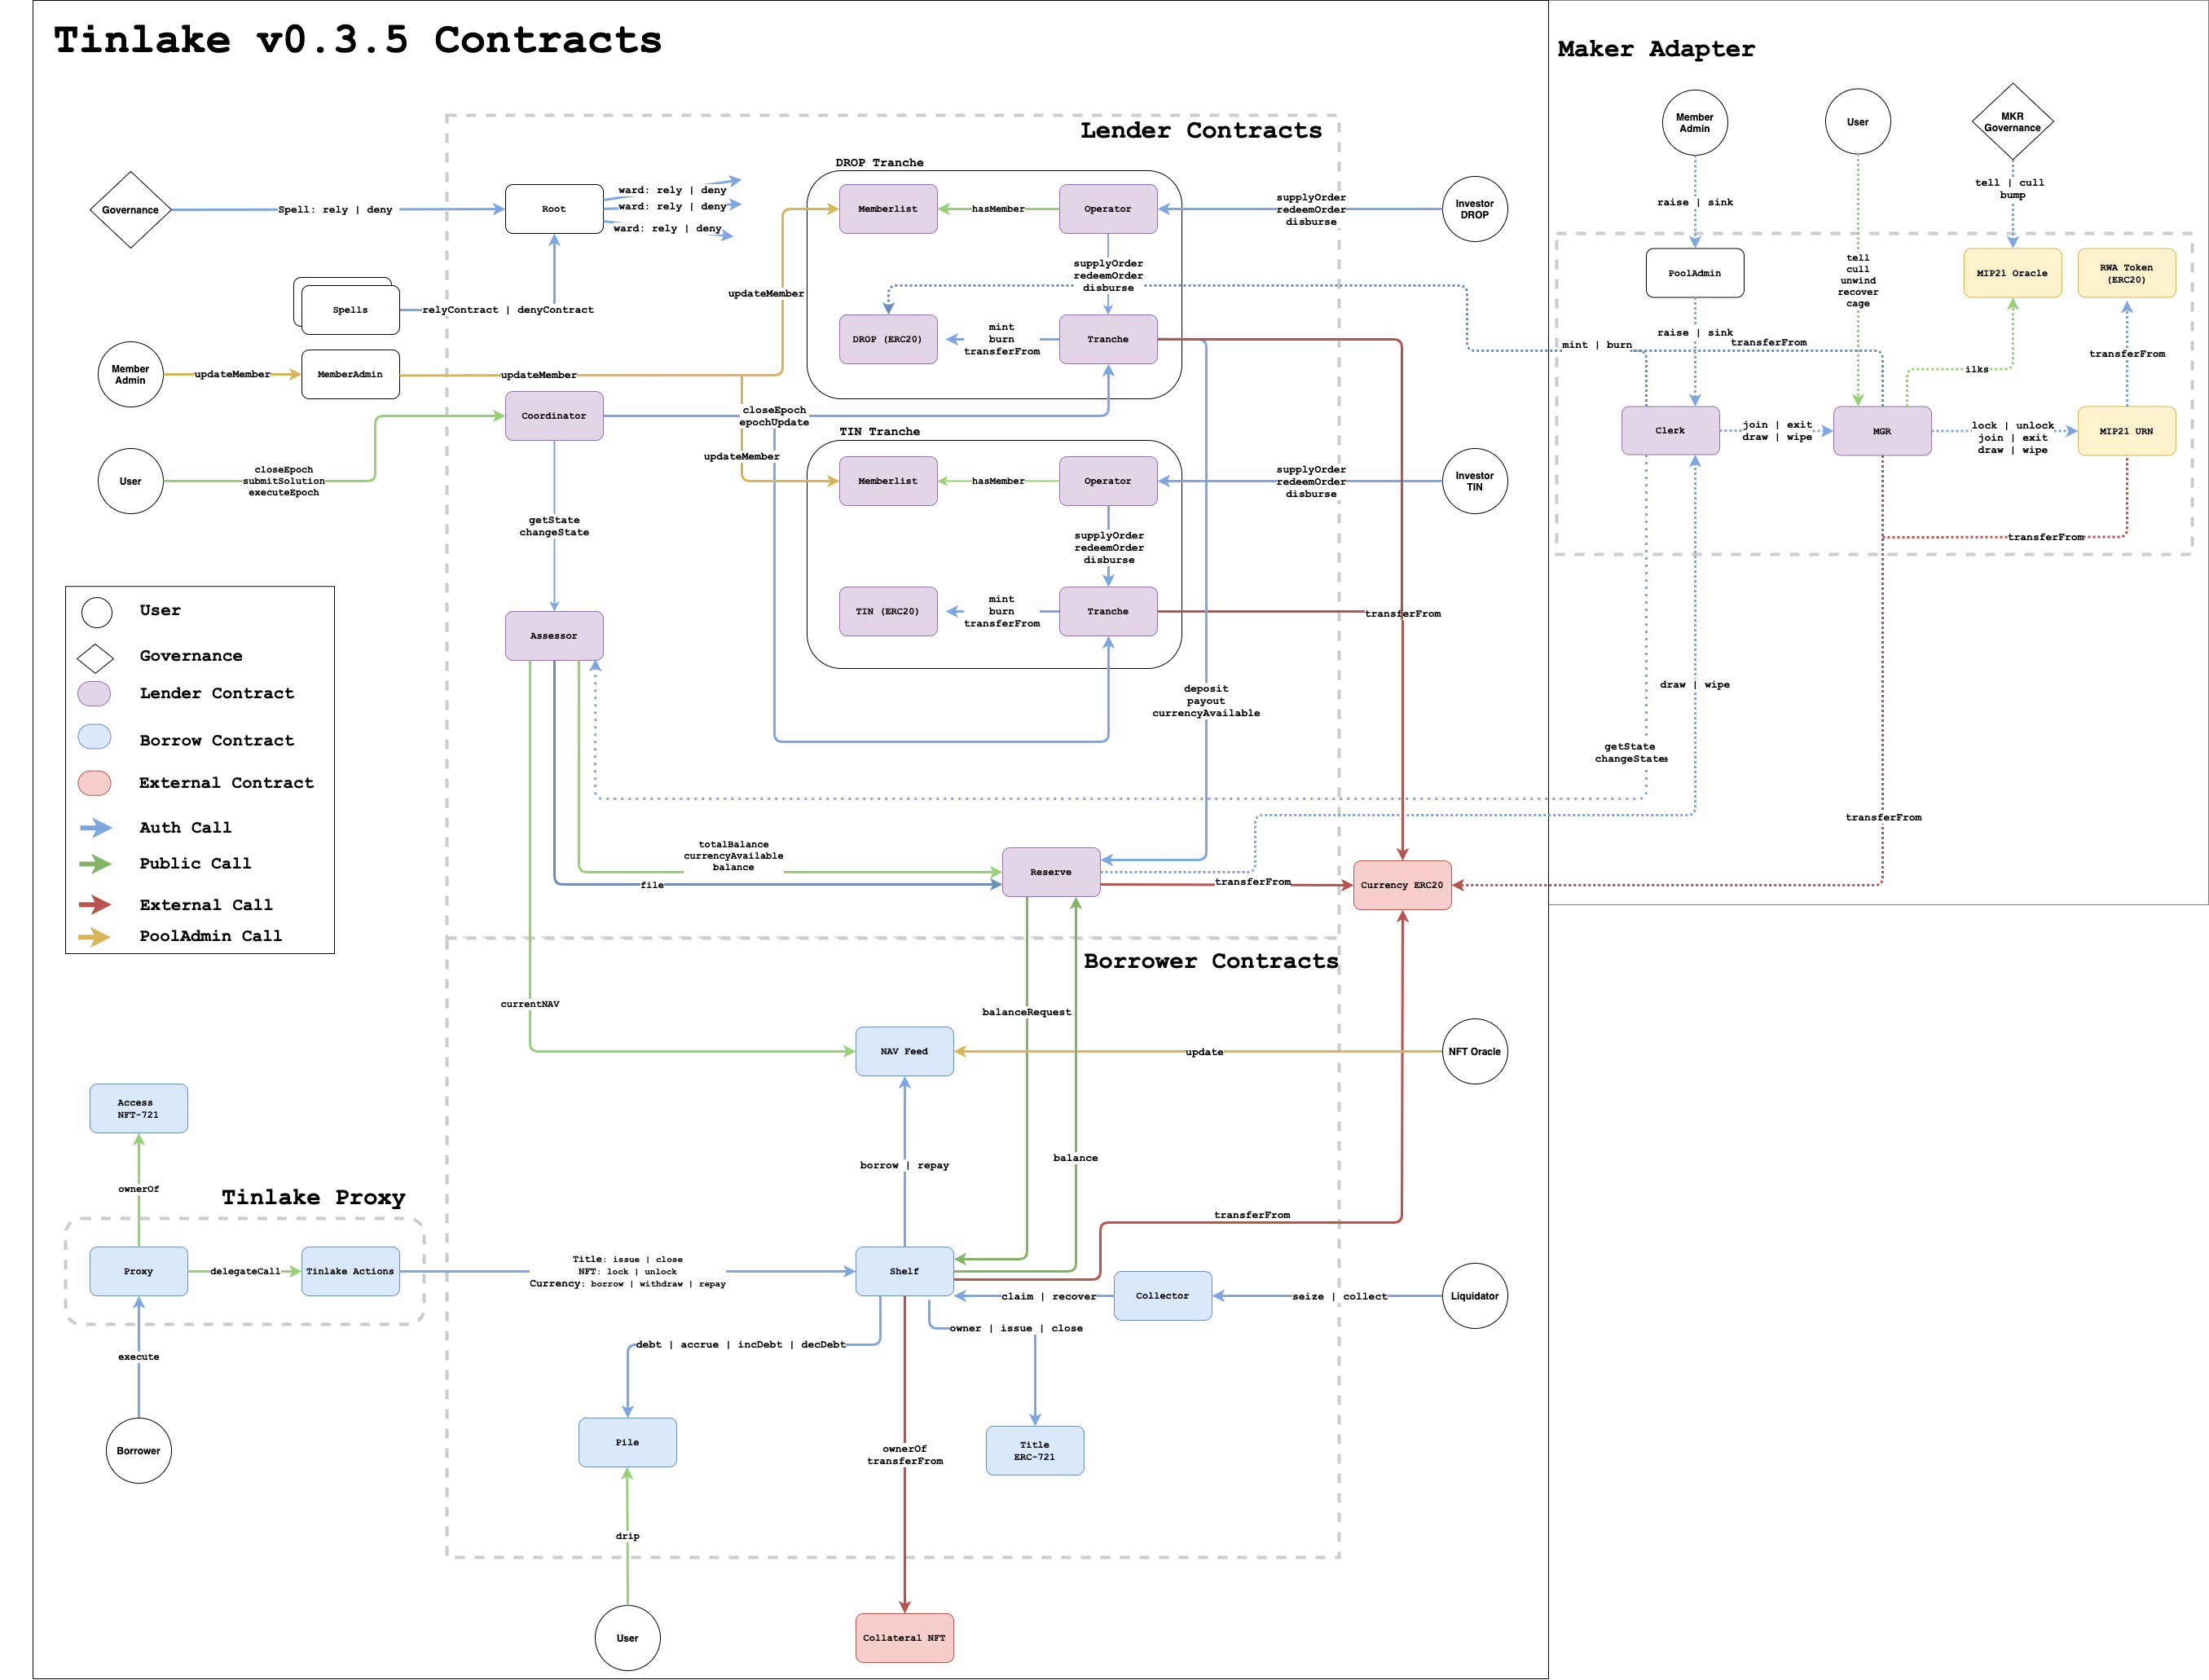 Tinlake v0.3.5 Contracts
Maker Adapter
Member
Admin
User
MKR
Governance
Lender Contracts
DROP Tranche
Governance
Spell: rely | deny
Root
ward: rely | deny
ward: rely | deny
ward: rely | deny
Memberlist
hasMember
Operator
supplyOrder
redeemOrder
disburse
Investor
DROP
raise | sink
tell | cull
bump
Spells
relyContract | denyContract
updateMember
supplyOrder
redeemOrder
disburse
PoolAdmin
tell
cull
unwind
recover
cage
MIP21 Oracle
RWA Token
(ERC20)
DROP (ERC20)
mint
burn
transferFrom
Tranche
mint | burn
raise | sink
transferFrom
transferFrom
ilks
Member
Admin
updateMember
MemberAdmin
updateMember
Coordinator
closeEpoch
epochUpdate
TIN Tranche
Clerk
join | exit
draw | wipe
MGR
lock | unlock
join | exit
draw | wipe
MIP21 URN
updateMember
User
closeEpoch
submitSolution
executeEpoch
Memberlist
hasMember
Operator
supplyOrder
redeemOrder
disburse
Investor
TIN
getState
changeState
supplyOrder
redeemOrder
disburse
transferFrom
TIN (ERC20)
mint
burn
transferFrom
Tranche
transferFrom
Assessor
User
Governance
Lender Contract
Borrow Contract
External Contract
Auth Call
Public Call
External Call
PoolAdmin Call
deposit
payout
currencyAvailable
draw | wipe
getState
changeStates
transferFrom
totalBalance
currencyAvailable
balance
file
Reserve
transferFrom
Currency ERC20
Borrower Contracts
currentNAV
balanceRequest
NAV Feed
update
NFT Oracle
Access
NFT-721
borrow | repay
balance
ownerOf
Tinlake Proxy
transferFrom
Proxy
delegateCall
Tinlake Actions
Title: issue | close
NFT: lock | unlock
Currency: borrow | withdraw | repay
Shelf
claim | recover
Collector
seize | collect
Liquidator
owner | issue | close
debt | accrue | incDebt | decDebt
execute
Borrower
Pile
ownerOf
transferFrom
Title
ERC-721
drip
User
Collateral NFT